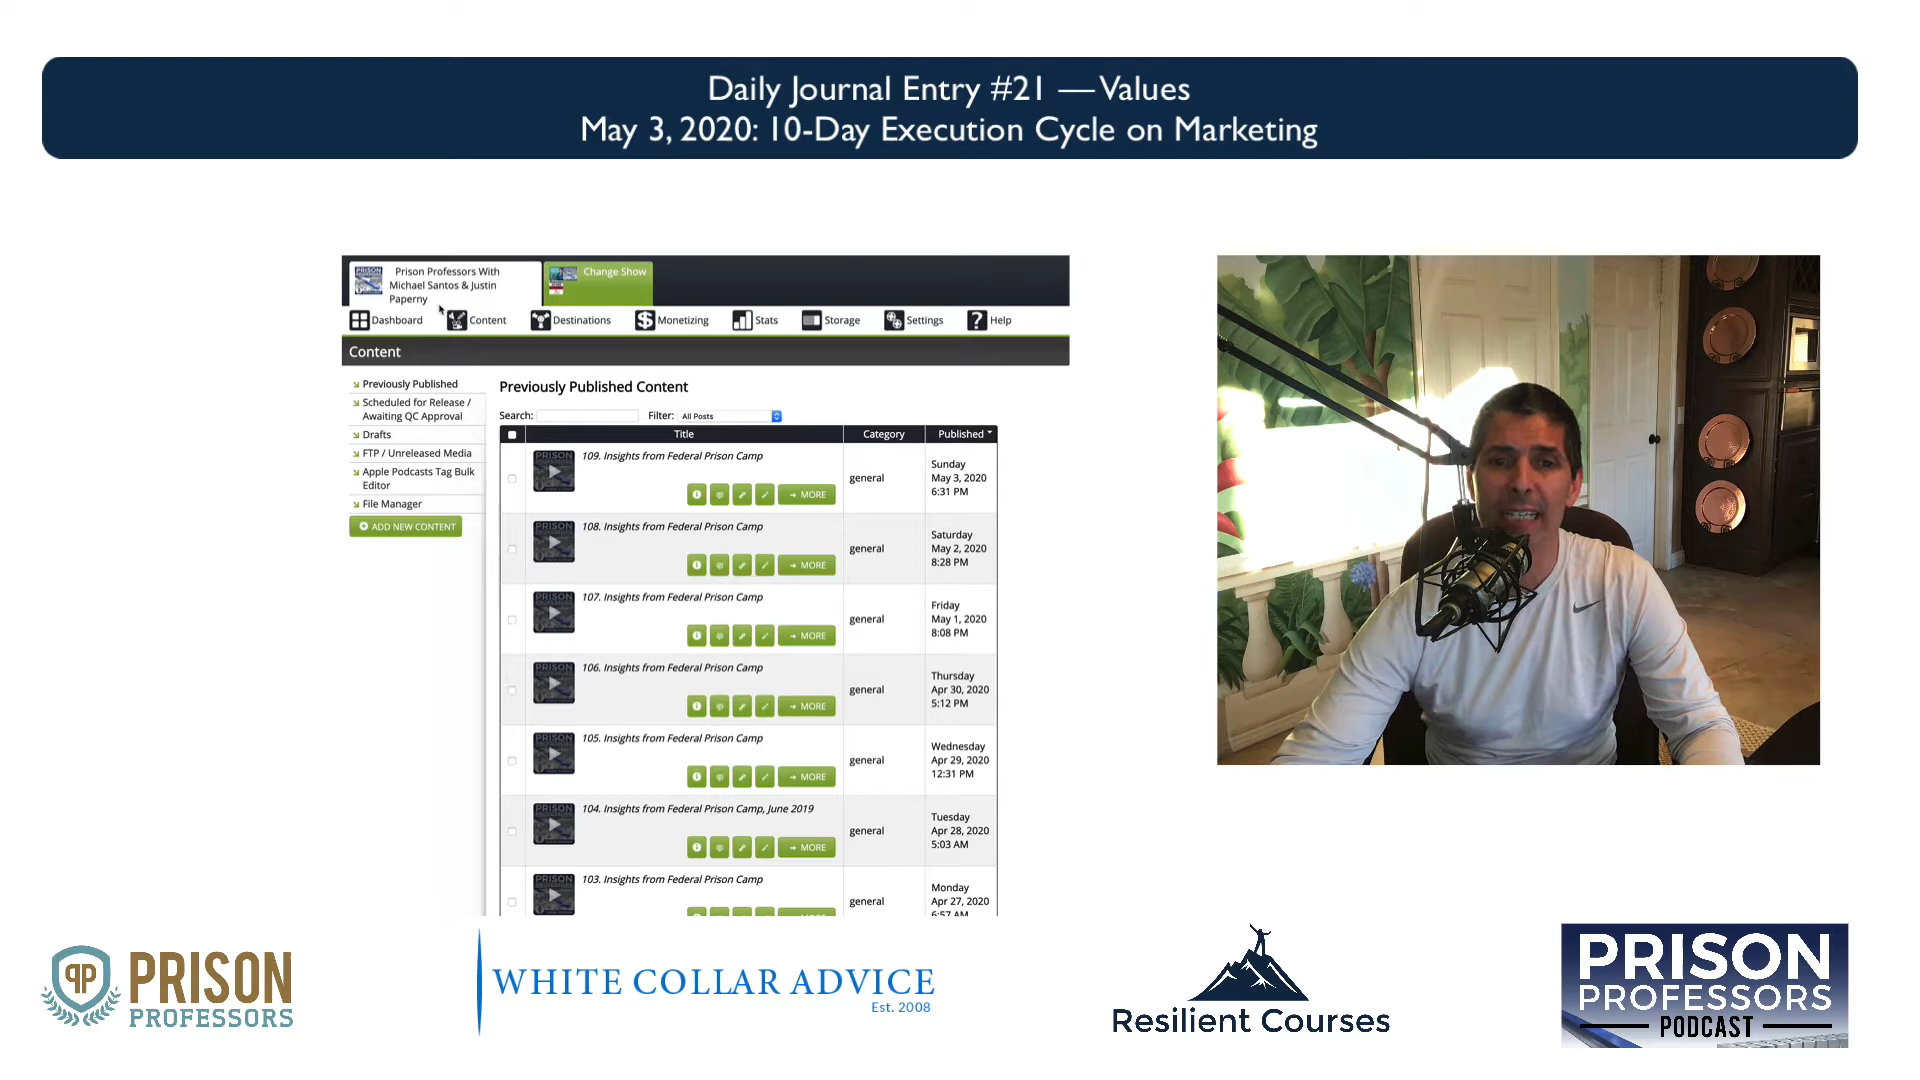 Daily Journal Entry #21 — Values
May 3, 2020: 10-Day Execution Cycle on Marketing
Prison Professors With
Michael Santos & Justin
Paperny
Change Show
Dashboard
Content
Destinations
Monetizing
Stats
Storage
Settings
Help
Content
Previously Published
Scheduled for Release /
Awaiting QC Approval
Drafts
FTP / Unreleased Media
Apple Podcasts Tag Bulk
Editor
File Manager
ADD NEW CONTENT
Previously Published Content
Search:
Filter: All Posts
Title Category Published
109. Insights from Federal Prison Camp
MORE
general
Sunday
May 3, 2020
6:31 PM
108. Insights from Federal Prison Camp
MORE
general
Saturday
May 2, 2020
8:28 PM
107. Insights from Federal Prison Camp
MORE
general
Friday
May 1, 2020
8:08 PM
106. Insights from Federal Prison Camp
MORE
general
Thursday
Apr 30, 2020
5:12 PM
105. Insights from Federal Prison Camp
MORE
general
Wednesday
Apr 29, 2020
12:31 PM
104. Insights from Federal Prison Camp, June 2019
MORE
general
Tuesday
Apr 28, 2020
5:03 AM
103. Insights from Federal Prison Camp
general
Monday
Apr 27, 2020
6:57 AM
PRISON
PROFESSORS
WHITE COLLAR ADVICE
Est. 2008
Resilient Courses
PRISON
PROFESSORS
PODCAST